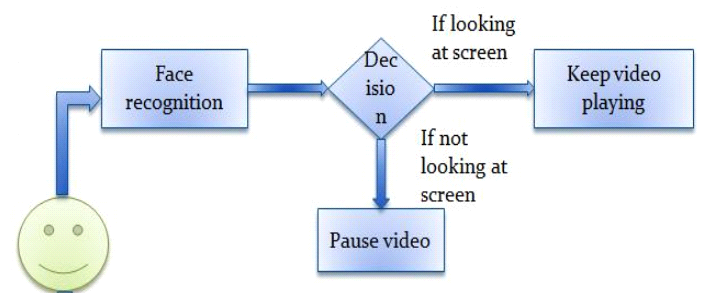 Face
recognition
Dec
isio
n
If looking
at screen
Keep video
playing
If not
looking at
screen
Pause video